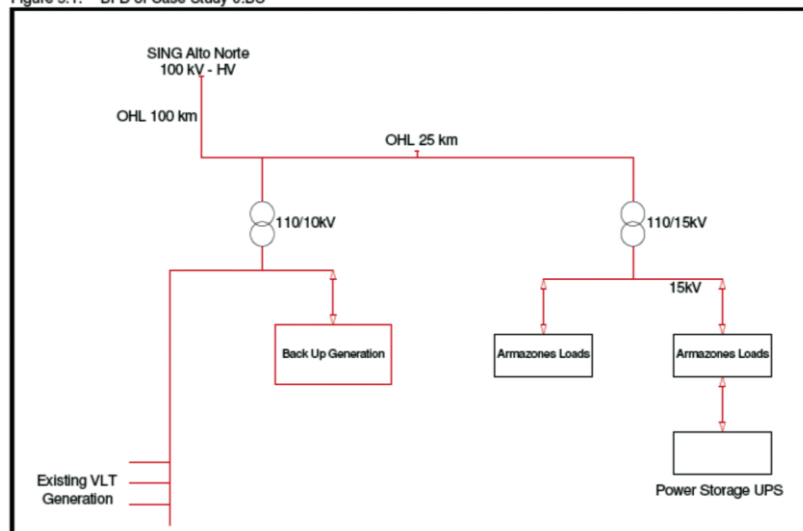 SING Alto Norte
100 kV - HV
OHL 100 km
OHL 25 km
110/10kV
110/15kV
15kV
Back Up Generation
Armazones Loads
Armazones Loads
Existing VLT
Generation
Power Storage UPS